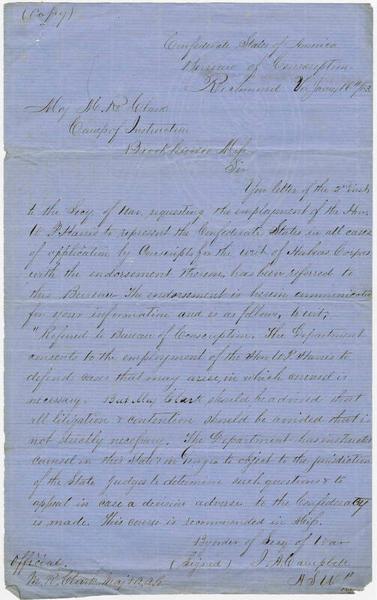 (Copy)
Confederate States of America
Bureau of Conscription
Richmond Va Jany 16th /63
Maj M. R. Clark
Camp of Instruction
Brookhaven Miss
Sir
Your letter of the 2nd inst
to the Secy. of War, requesting the employment of the Hon.
W. P. Harris to represent the Confederate States in all cases
of application by Conscripts for the writ of Habeas Corpus
with the endorsement thereon, has been referred to
this Bureau. The endorsement is herein communicated
for your information and is as follows, to wit;
"Refered to Bureau of Conscription. The Department
consents to the employment of the Hon W. P. Harris to
defend cases that may arise, in which counsel is
necessary. But Maj Clark should be advised that
all litigation & contention should be avoided that is
not strictly necessary. The Department has instructed
counsel in this State & in Georgia to object to the jurisdiction
of the State Judges to determine such questions & to
appeal in case a decision adverse to the Confederacy
is made. This course is recommended in Miss.
By order of Secy of War
(Signed) J. A. Campbell
A S W"
Official.
M. R. Clark Maj